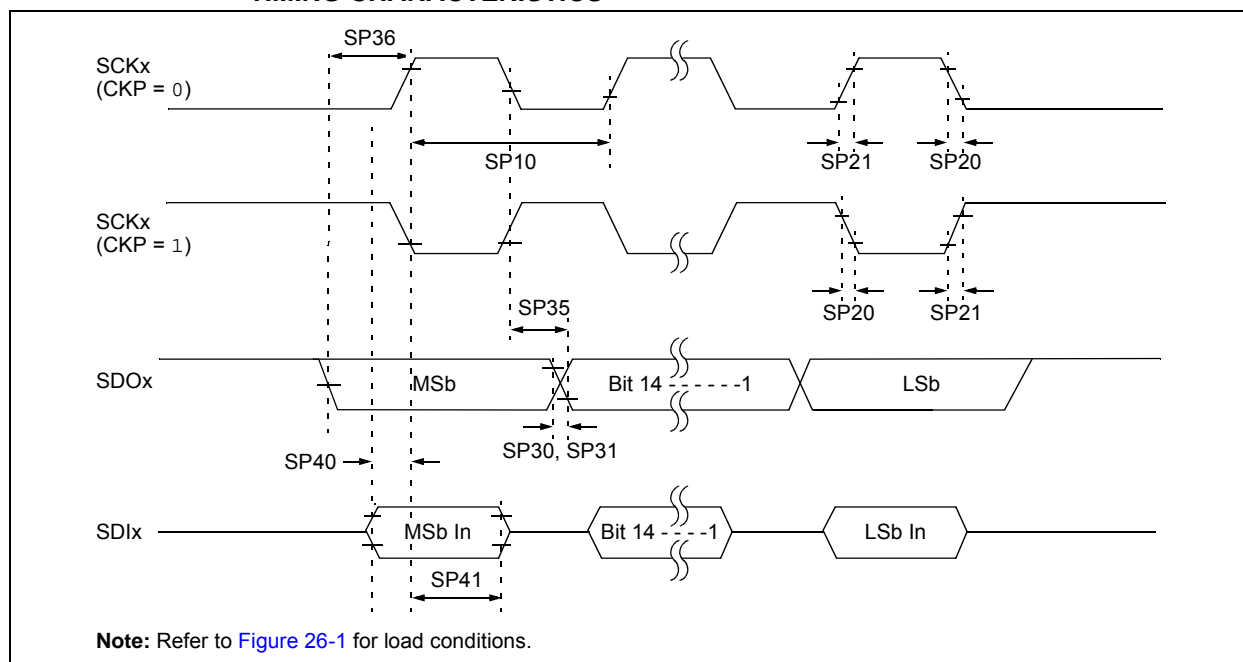 SP36
SCKx
(CKP = 0)
SP10
SP21
SP20
SCKx
(CKP = 1)
SP35
SP20
SP21
SDOx
MSb
Bit 14 - - - - - -1
LSb
SP40
SP30, SP31
SDIx
MSb In
Bit 14 - - - -1
LSb In
SP41
Note: Refer to Figure 26-1 for load conditions.